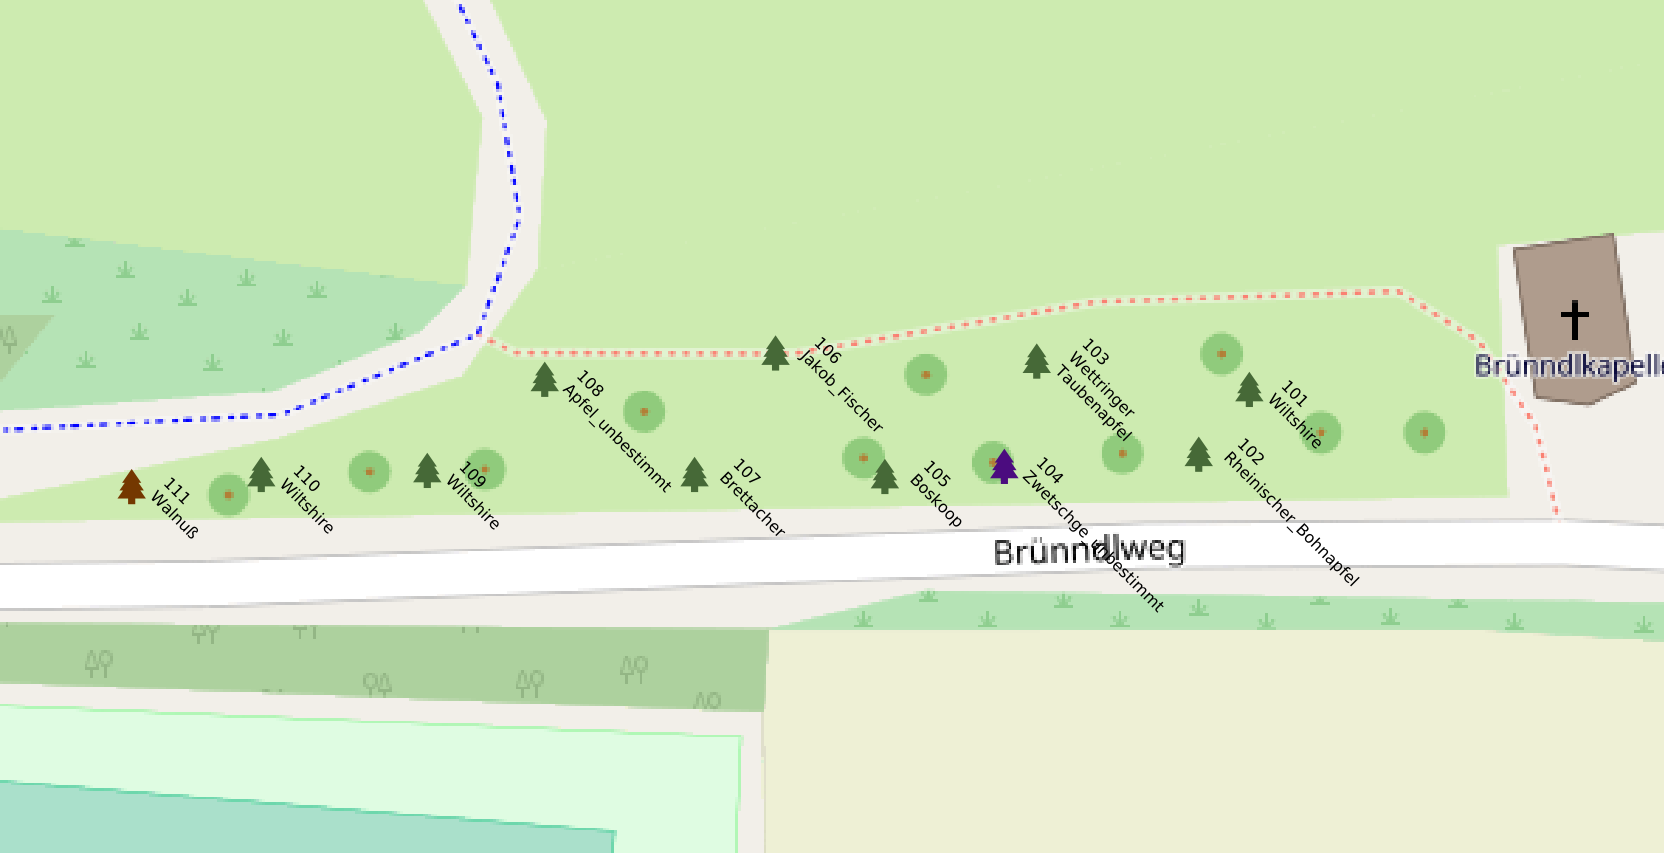 106
Jakob_Fischer
103
Wettringer
Taubenapfel
Brünndlkapelle
108
Apfel_unbestimmt
101
Wiltshire
102
Rheinischer_Bohnapfel
111
Walnuß
110
Wiltshire
109
Wiltshire
107
Brettacher
105
Boskoop
104
Zwetschge_unbestimmt
Brünndlweg